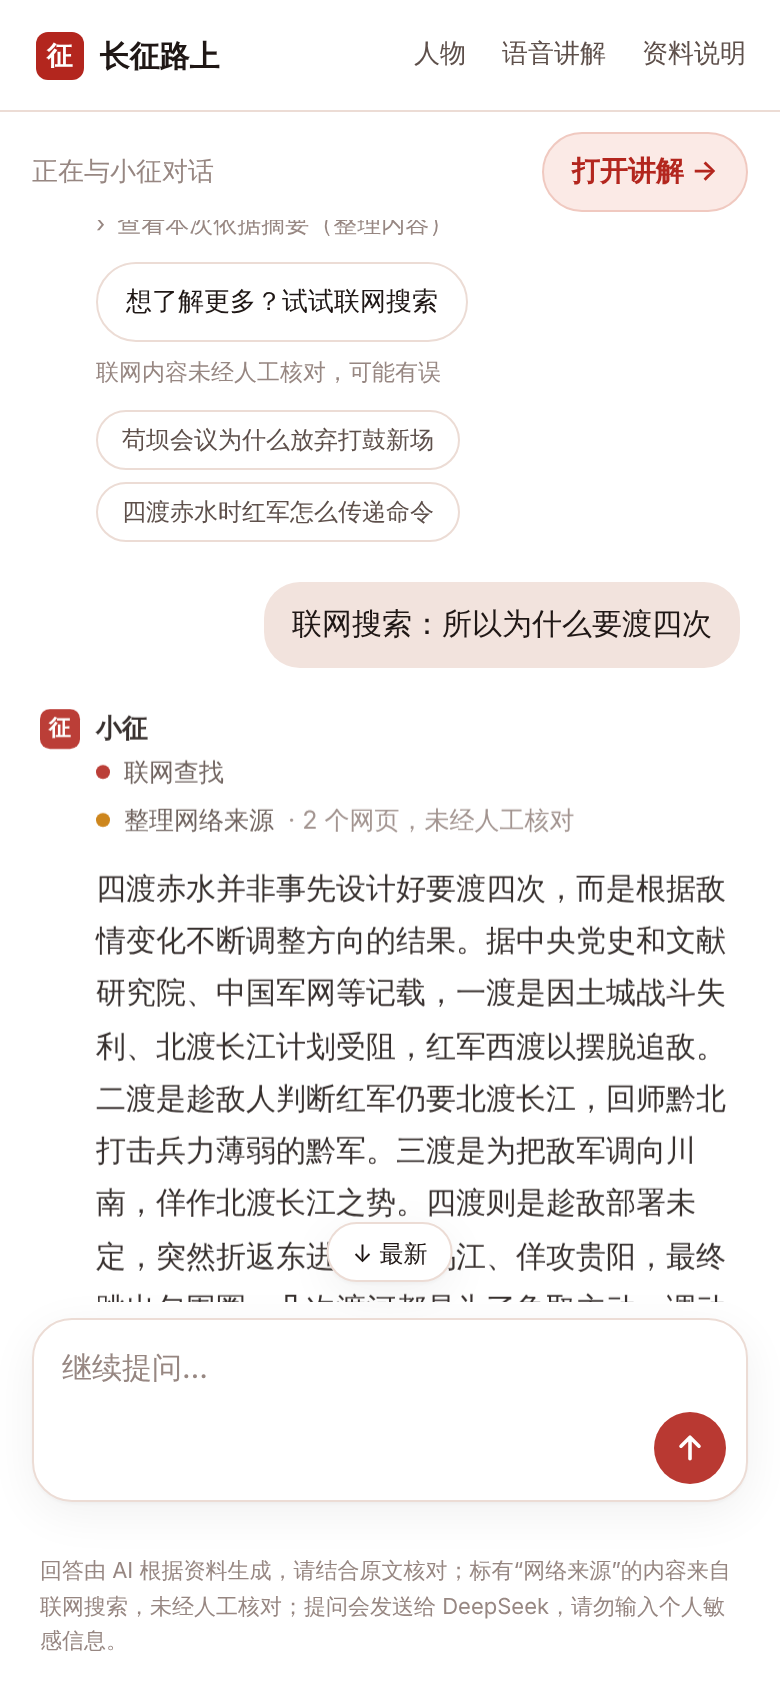 征 长征路上 人物 语音讲解 资料说明
正在与小征对话 打开讲解 →
› 查看本次依据摘要（整理内容）
想了解更多？试试联网搜索
联网内容未经人工核对，可能有误
苟坝会议为什么放弃打鼓新场
四渡赤水时红军怎么传递命令
联网搜索：所以为什么要渡四次
征 小征
联网查找
整理网络来源 · 2 个网页，未经人工核对
四渡赤水并非事先设计好要渡四次，而是根据敌
情变化不断调整方向的结果。据中央党史和文献
研究院、中国军网等记载，一渡是因土城战斗失
利、北渡长江计划受阻，红军西渡以摆脱追敌。
二渡是趁敌人判断红军仍要北渡长江，回师黔北
打击兵力薄弱的黔军。三渡是为把敌军调向川
南，佯作北渡长江之势。四渡则是趁敌部署未
定，突然折返东进 江、佯攻贵阳，最终
↓ 最新
继续提问...
回答由 AI 根据资料生成，请结合原文核对；标有“网络来源”的内容来自
联网搜索，未经人工核对；提问会发送给 DeepSeek，请勿输入个人敏
感信息。